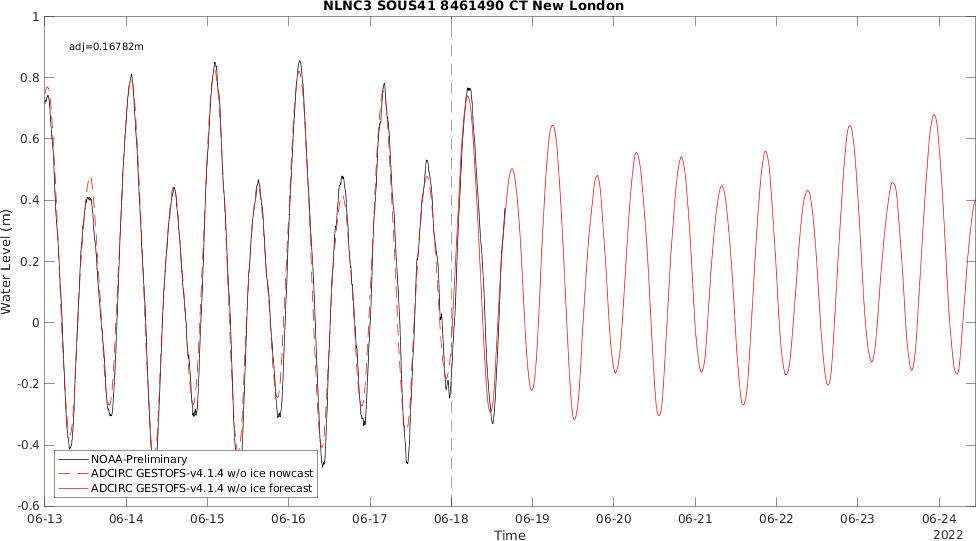 NLNC3 SOUS41 8461490 CT New London
adj=0.16782m
Water Level (m)
1
0.8
0.6
0.4
0.2
0
-0.2
-0.4
-0.6
NOAA-Preliminary
ADCIRC GESTOFS-v4.1.4 w/o ice nowcast
ADCIRC GESTOFS-v4.1.4 w/o ice forecast
06-13 06-14 06-15 06-16 06-17 06-18 06-19 06-20 06-21 06-22 06-23 06-24
Time
2022